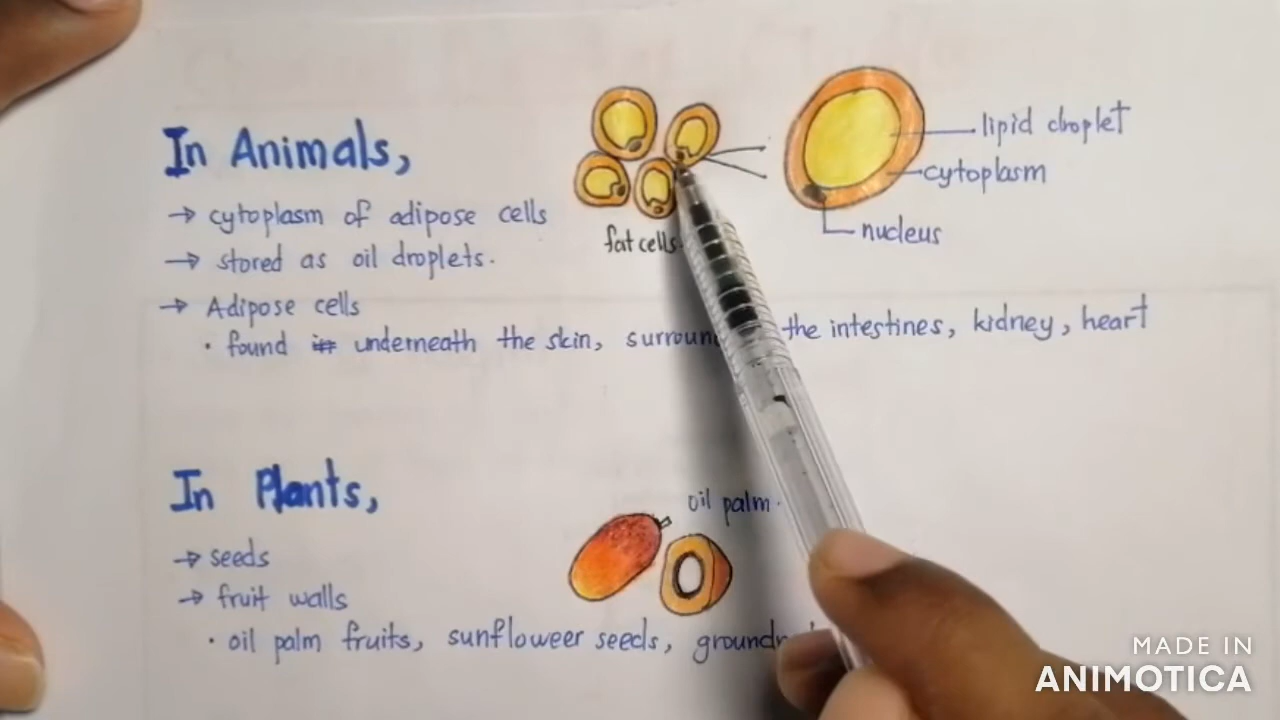 In Animals,
→ cytoplasm of adipose cells
→ stored as oil droplets.
→ Adipose cells
• found in underneath the skin, surroun the intestines, kidney, heart
fat cells
lipid droplet
cytoplasm
nucleus
In Plants,
→ seeds
→ fruit walls
• oil palm fruits, sunfloweer seeds,
oil palm.
MADE IN
ANIMOTICA